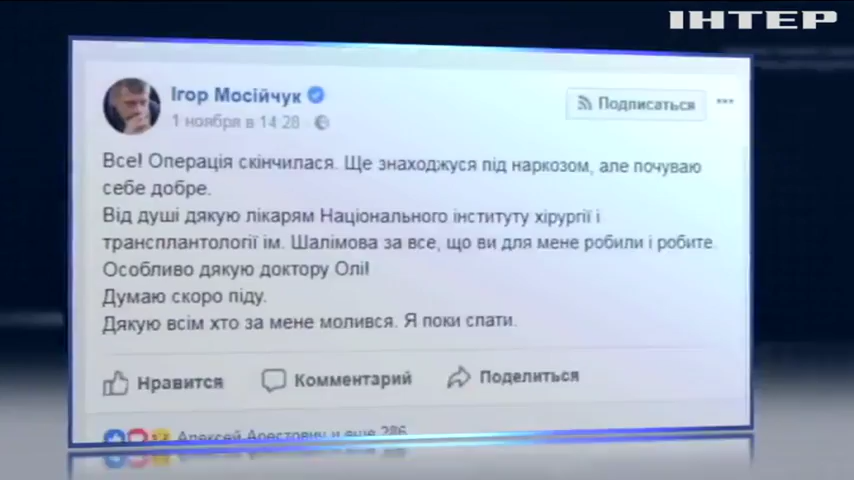 ІНТЕР
Ігор Мосійчук
Подписаться
1 ноября в 14:28
Все! Операція скінчилася. Ще знаходжуся під наркозом, але почуваю
себе добре.
Від душі дякую лікарям Національного інституту хірургії і
трансплантології ім. Шалімова за все, що ви для мене робили і робите.
Особливо дякую доктору Олі!
Думаю скоро піду.
Дякую всім хто за мене молився. Я поки спати.
Нравится
Комментарий
Поделиться
Алексей Арестович и еще 286